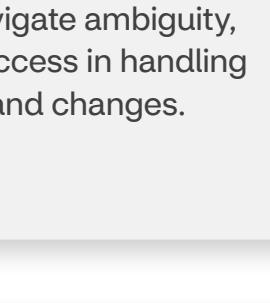 vigate ambiguity,
ccess in handling
and changes.